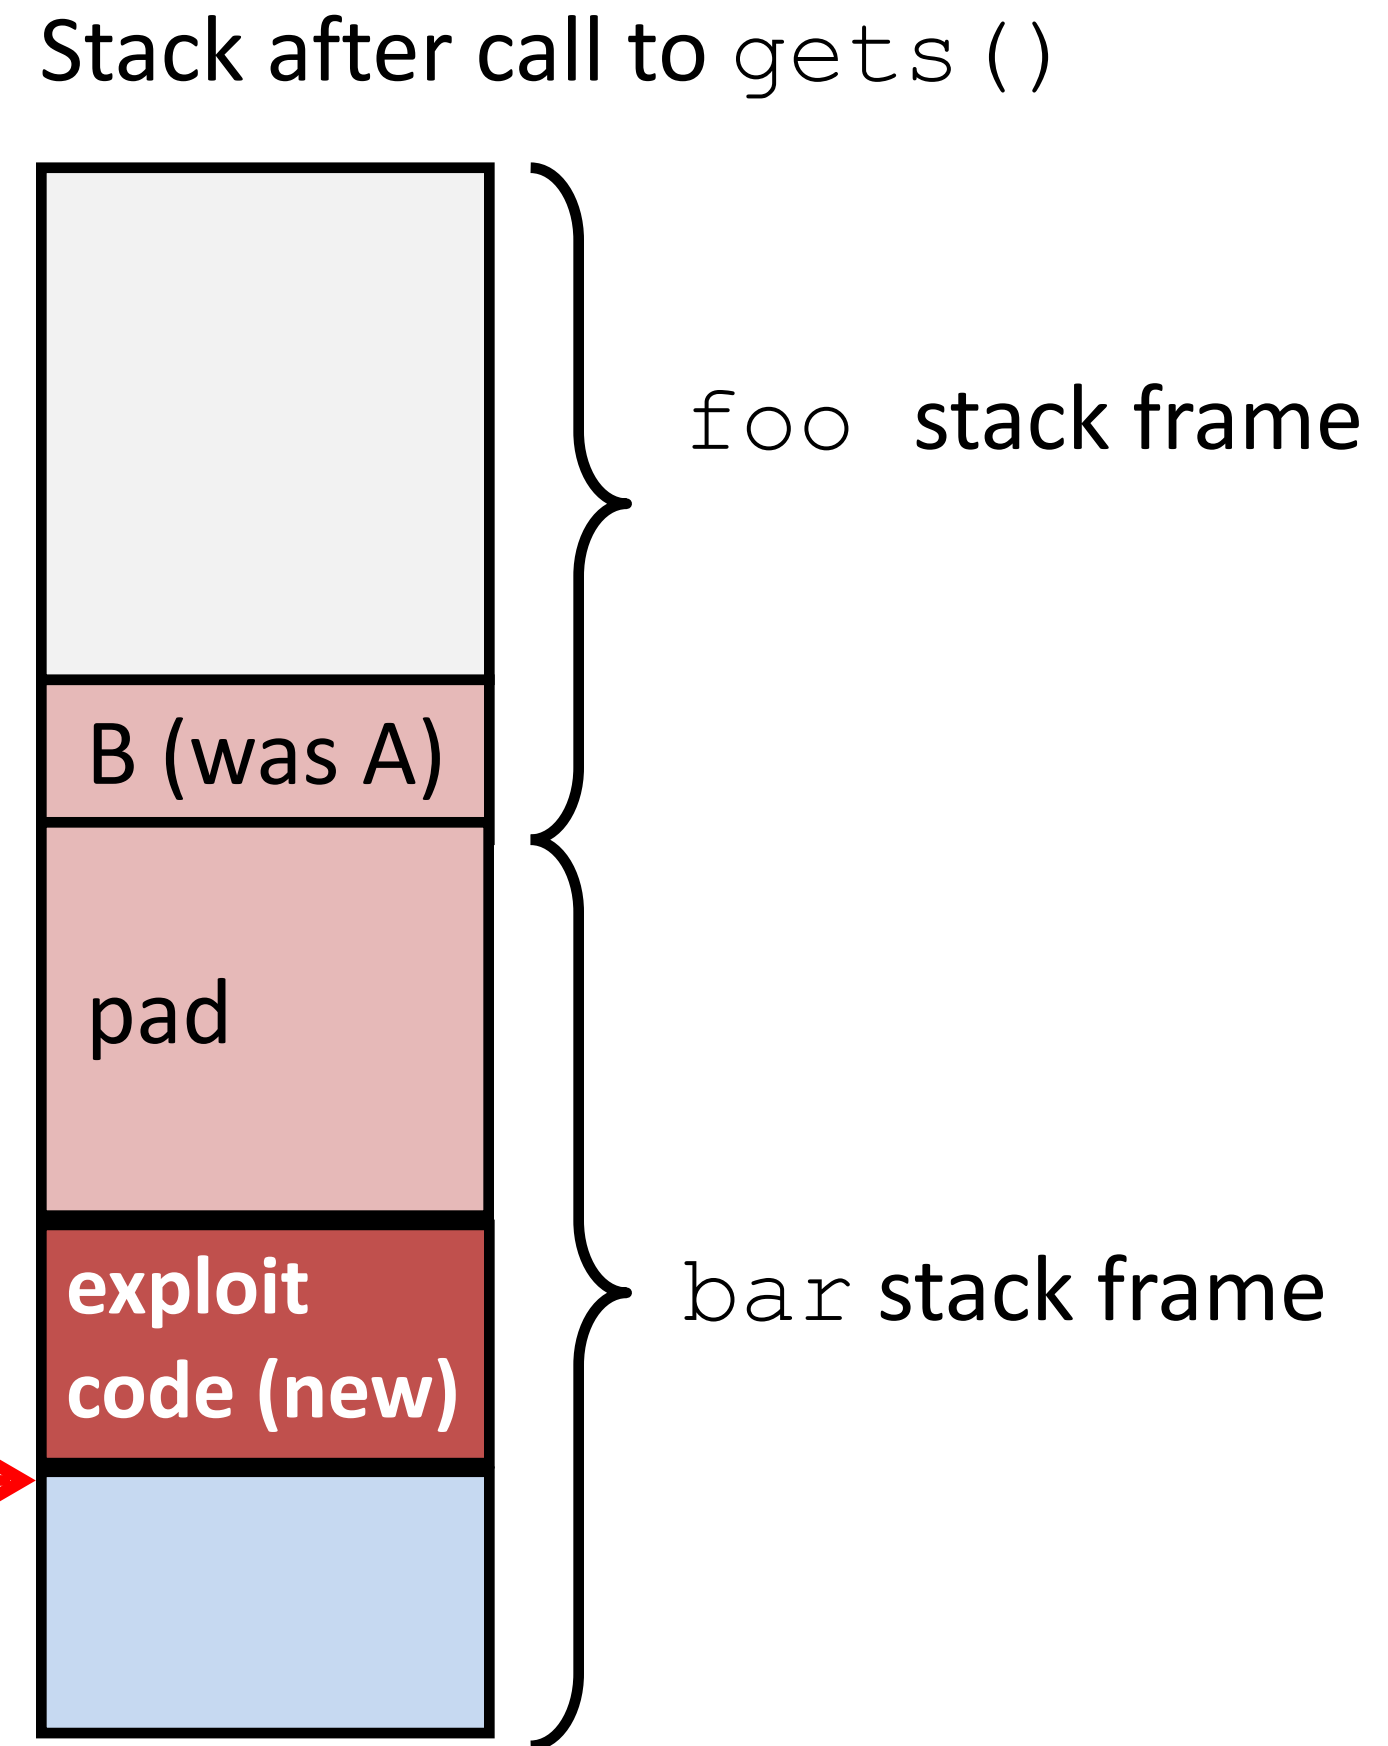 Stack after call to gets()
foo stack frame
B (was A)
pad
exploit
code (new)
bar stack frame